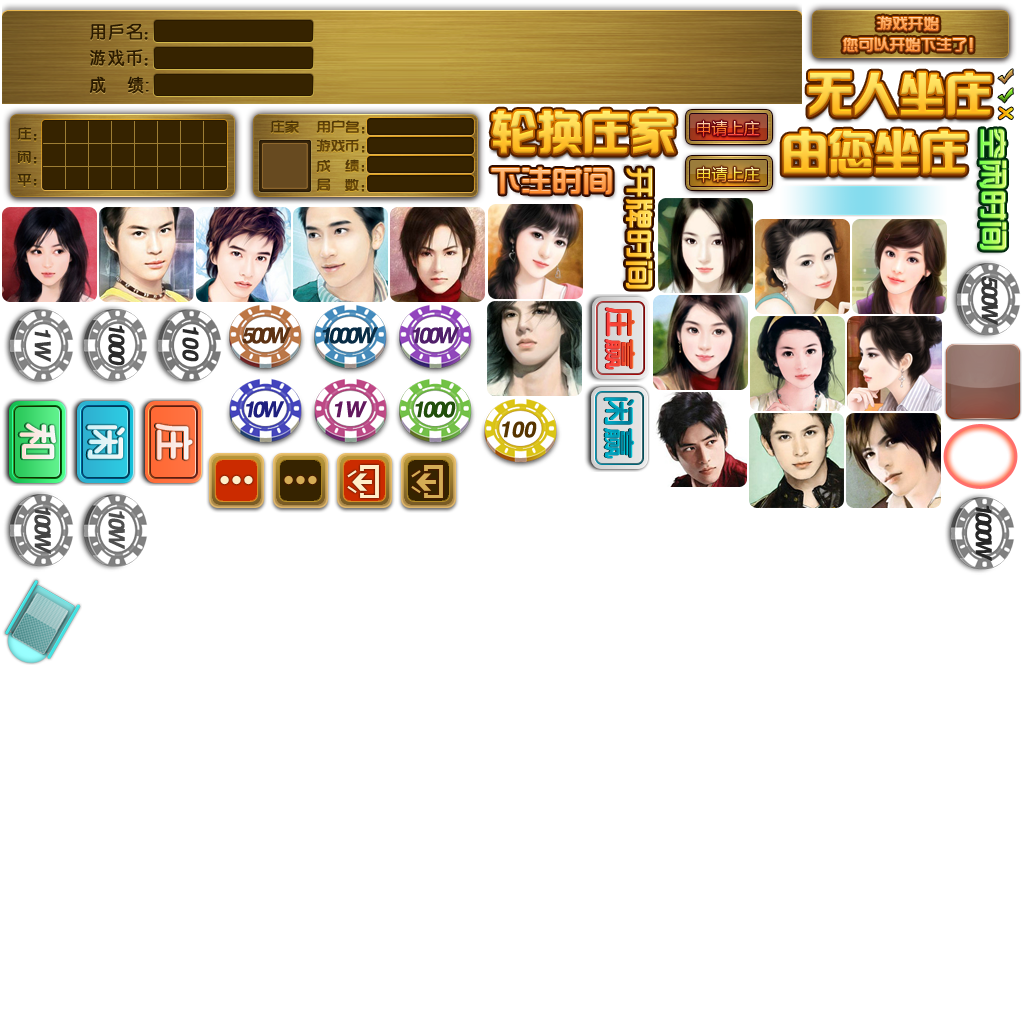 用戶名:
游戏币:
成 绩:
游戏开始
您可以开始下注了!
无人坐庄
由您坐庄
庄:
闲:
平:
庄家
用户名:
游戏币:
成 绩:
局 数:
轮换庄家
下注时间
开牌时间
申请上庄
申请上庄
空闲时间
1W
1000
100
500W
1000W
100W
500W
庄赢
10W
1W
1000
100
闲赢
和
闲
庄
100W
10W
1000W